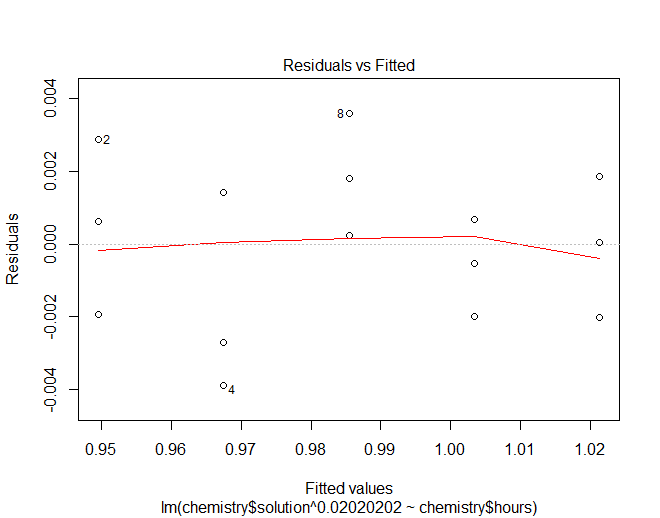 Residuals vs Fitted
0.004
0.002
0.000
-0.002
-0.004
Residuals
2
8
4
0.95 0.96 0.97 0.98 0.99 1.00 1.01 1.02
Fitted values
lm(chemistry$solution^0.02020202 ~ chemistry$hours)